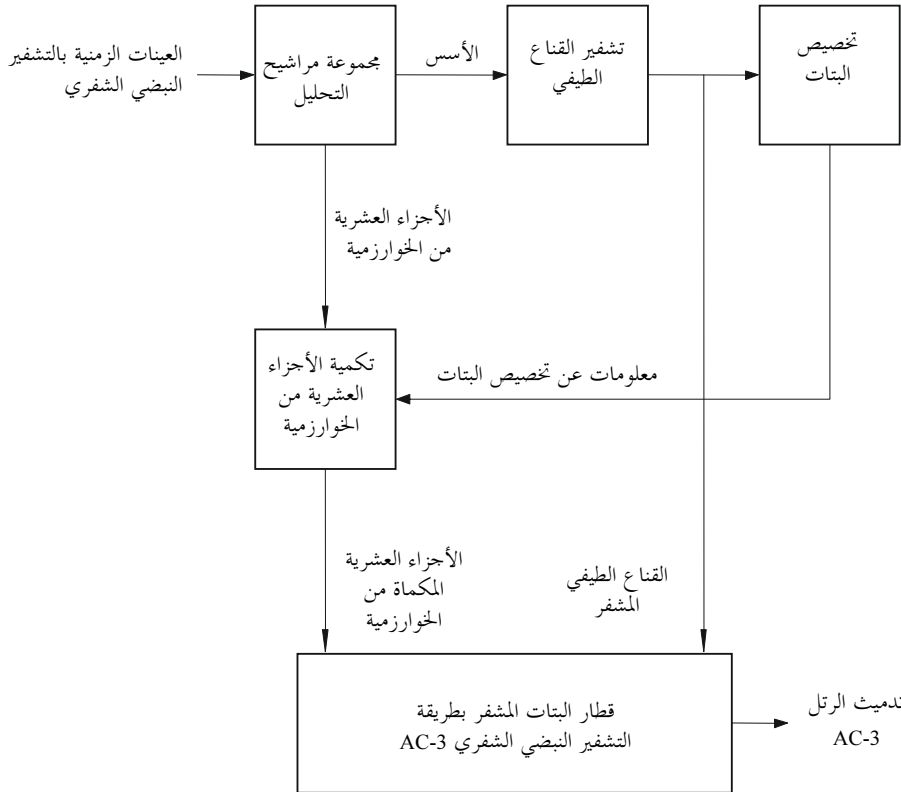 العينات الزمنية بالتشفير
النبضي الشفري
مجموعة مراشيح
التحليل
الأسس
تشفير القناع
الطيفي
تخصيص
البتات
الأجزاء العشرية
من الخوارزمية
تكمية الأجزاء
العشرية من
الخوارزمية
معلومات عن تخصيص البتات
الأجزاء العشرية
المكماة من
الخوارزمية
القناع الطيفي
المشفر
قطار البتات المشفر بطريقة
التشفير النبضي الشفري AC-3
تدميث الرتل
AC-3